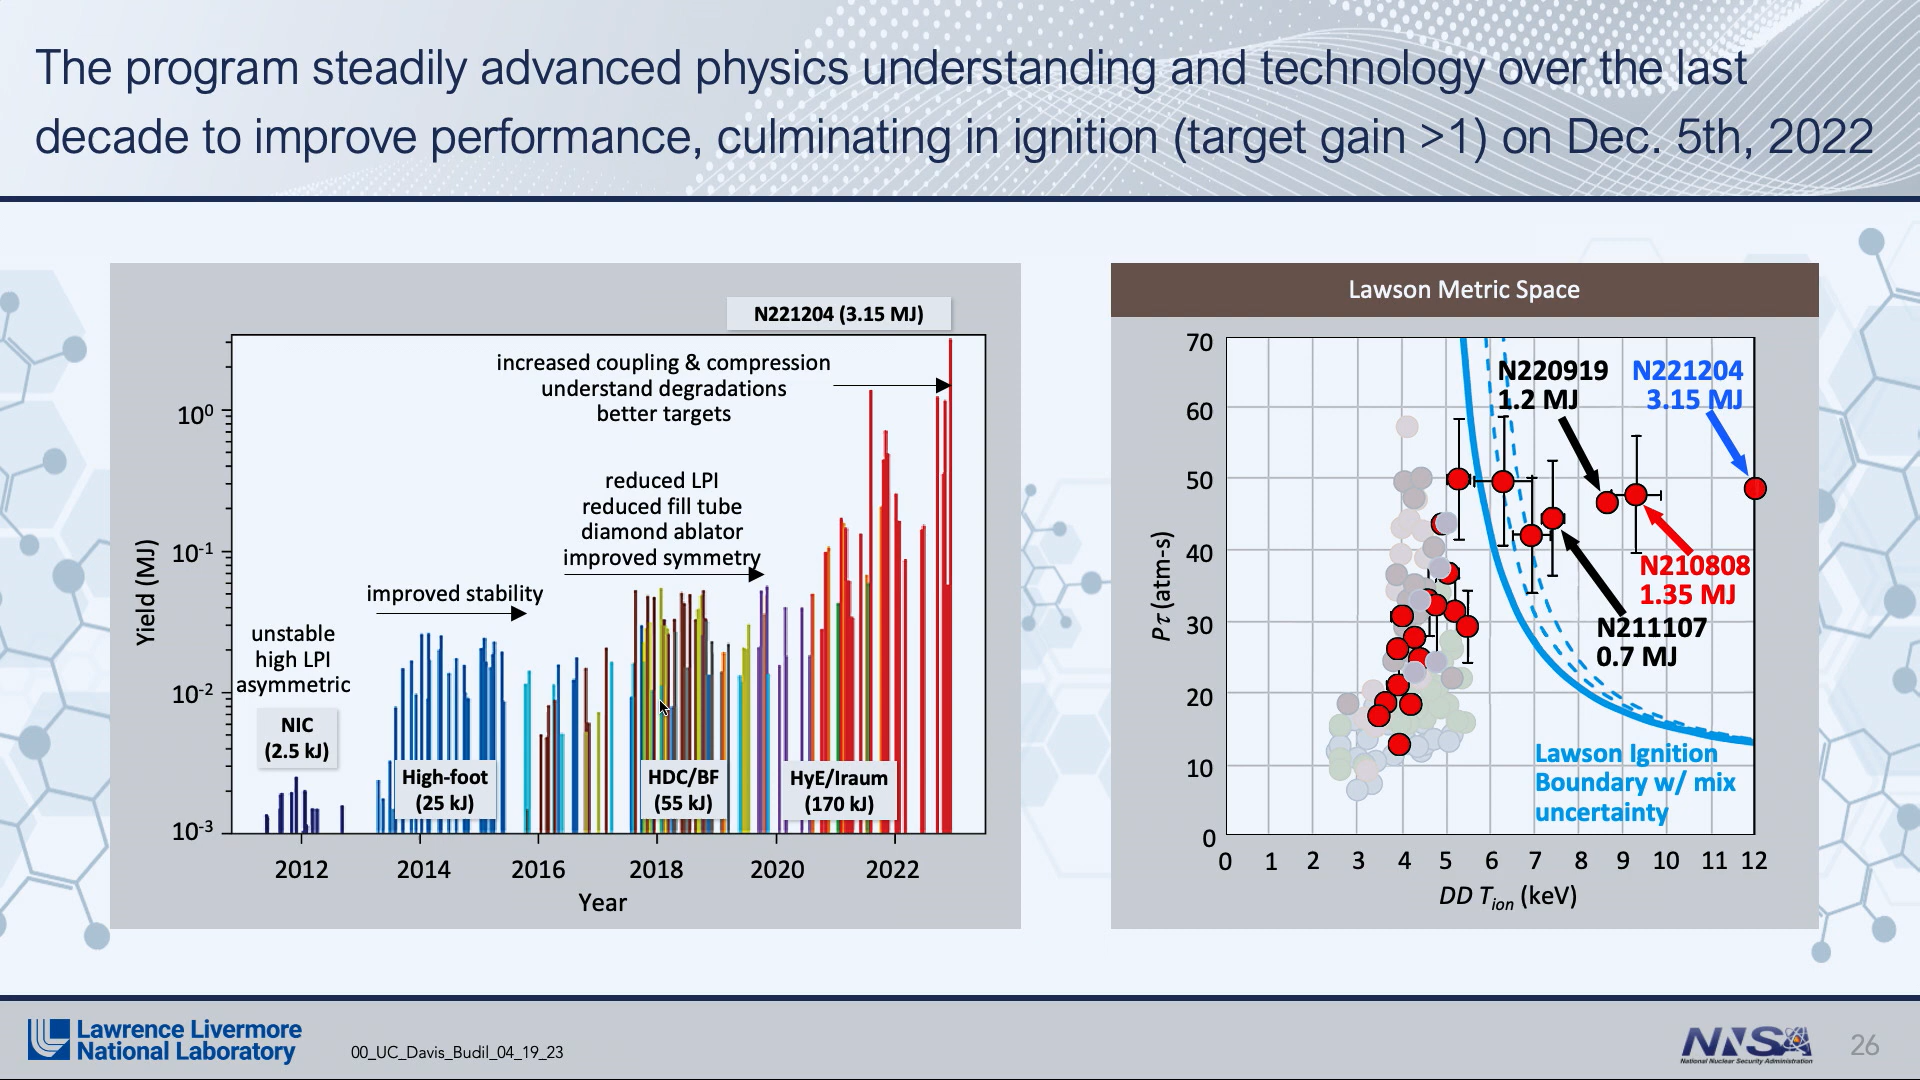 The program steadily advanced physics understanding and technology over the last
decade to improve performance, culminating in ignition (target gain >1) on Dec. 5th, 2022
N221204 (3.15 MJ)
increased coupling & compression
understand degradations
better targets
reduced LPI
reduced fill tube
diamond ablator
improved symmetry
improved stability
unstable
high LPI
asymmetric
NIC
(2.5 kJ)
High-foot
(25 kJ)
HDC/BF
(55 kJ)
HyE/Iraum
(170 kJ)
Yield (MJ)
10⁰
10⁻¹
10⁻²
10⁻³
2012 2014 2016 2018 2020 2022
Year
Lawson Metric Space
70
60
50
40
30
20
10
0
Pτ (atm-s)
N220919
1.2 MJ
N221204
3.15 MJ
N210808
1.35 MJ
N211107
0.7 MJ
Lawson Ignition
Boundary w/ mix
uncertainty
0 1 2 3 4 5 6 7 8 9 10 11 12
DD Tion (keV)
Lawrence Livermore
National Laboratory
00_UC_Davis_Budil_04_19_23
NNSA
National Nuclear Security Administration
26